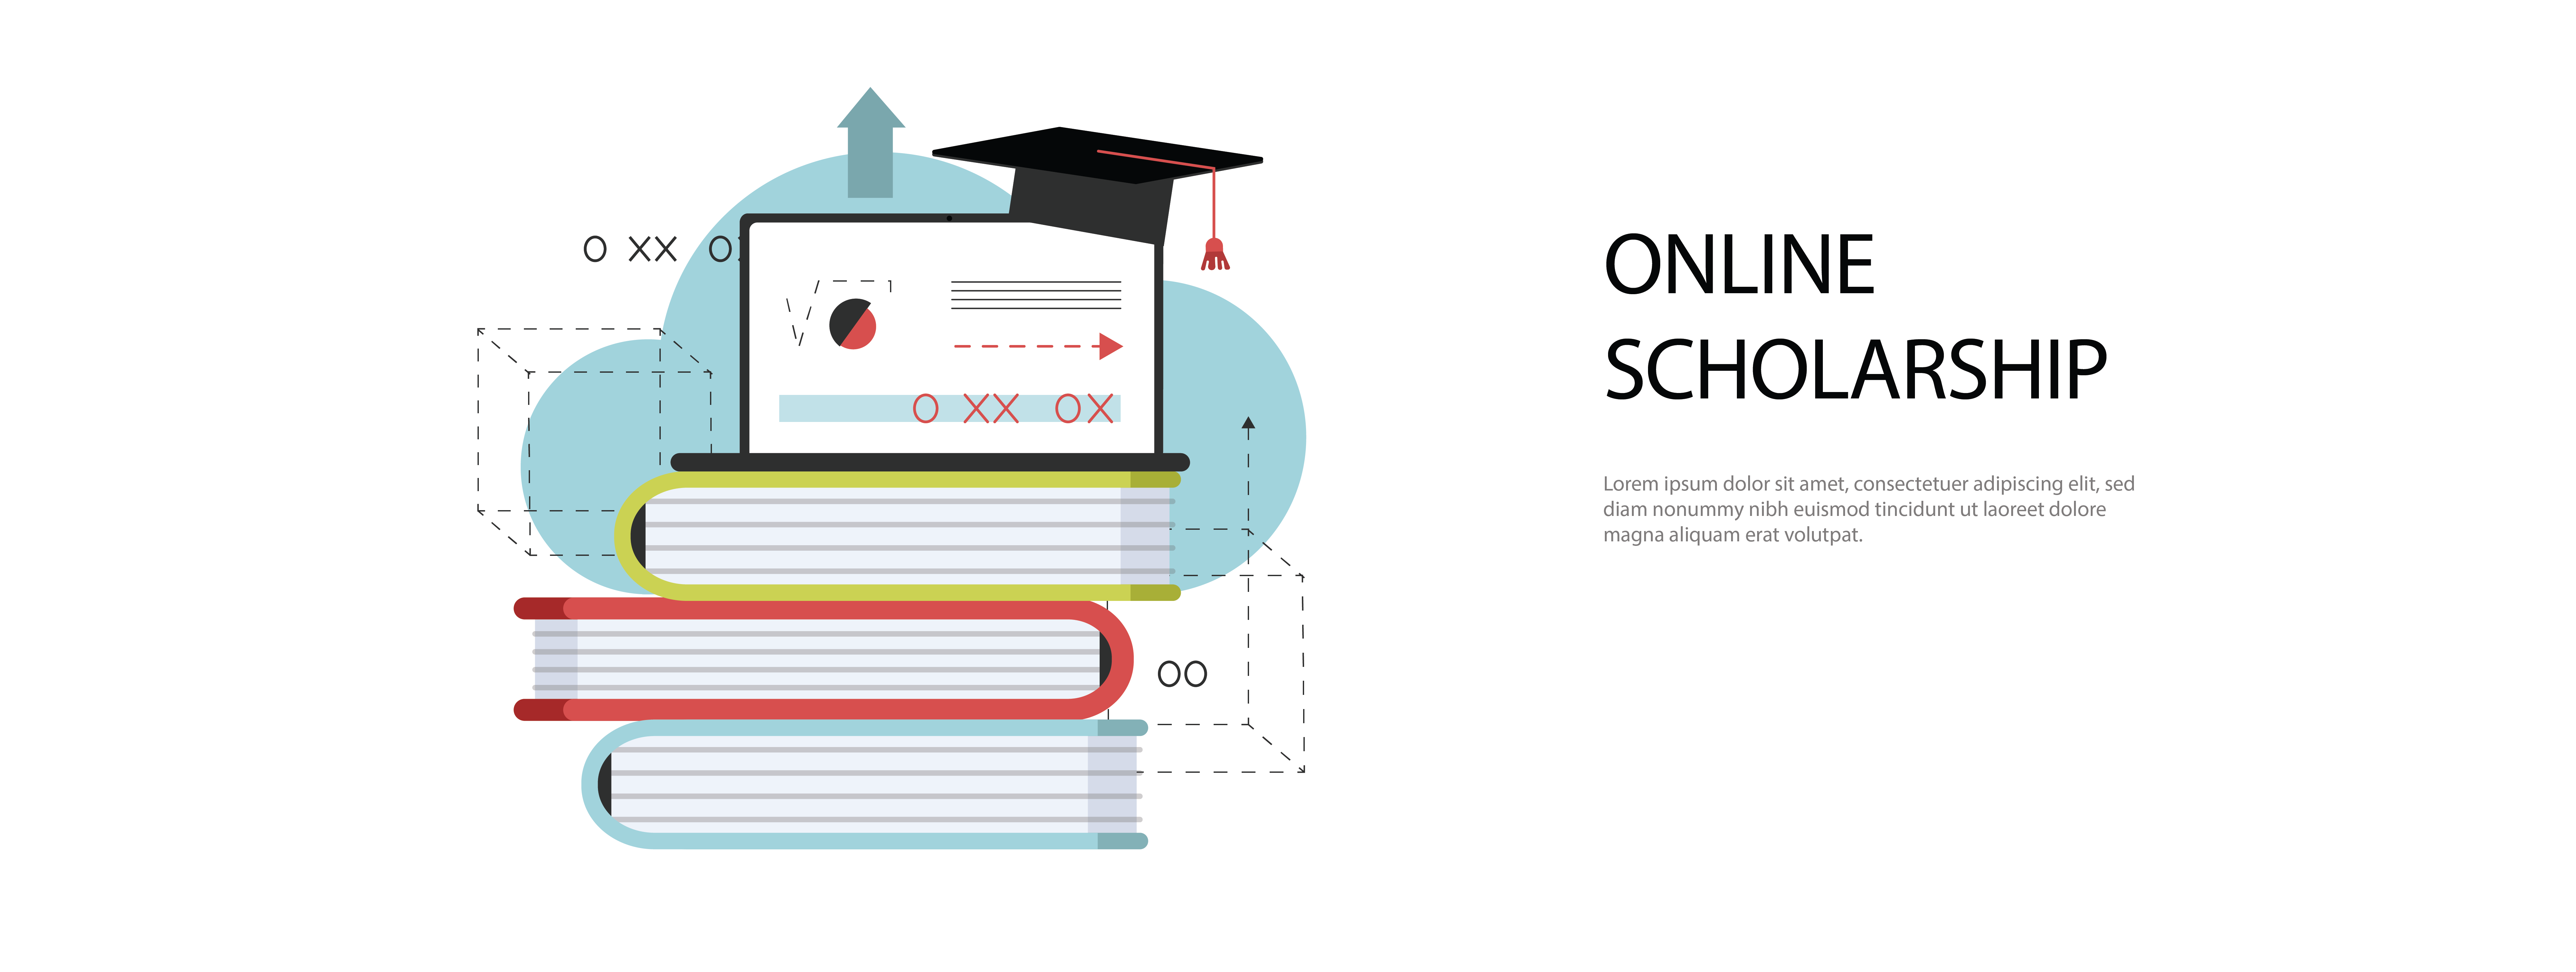 O XX O
O XX OX
OO
ONLINE
SCHOLARSHIP
Lorem ipsum dolor sit amet, consectetuer adipiscing elit, sed
diam nonummy nibh euismod tincidunt ut laoreet dolore
magna aliquam erat volutpat.